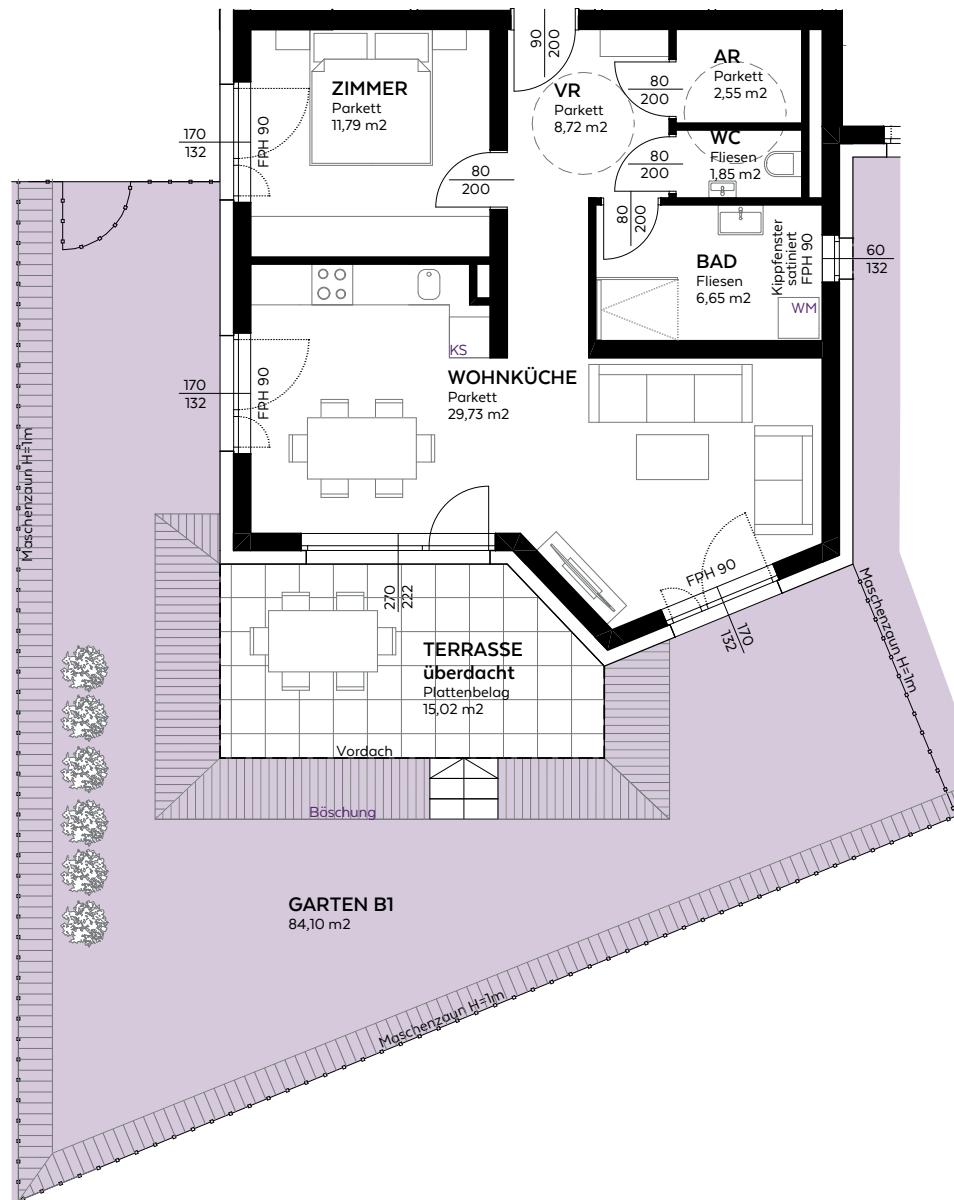 90
200
ZIMMER
Parkett
11,79 m2
VR
Parkett
8,72 m2
80
200
AR
Parkett
2,55 m2
170
132
FPH 90
80
200
WC
Fliesen
1,85 m2
80
200
80
200
BAD
Fliesen
6,65 m2
Kippfenster
satiniert
FPH 90
60
132
WM
KS
WOHNKÜCHE
Parkett
29,73 m2
170
132
FPH 90
Maschenzaun H=1m
FPH 90
170
132
270
222
Maschenzaun H=1m
TERRASSE
überdacht
Plattenbelag
15,02 m2
Vordach
Böschung
GARTEN B1
84,10 m2
Maschenzaun H=1m